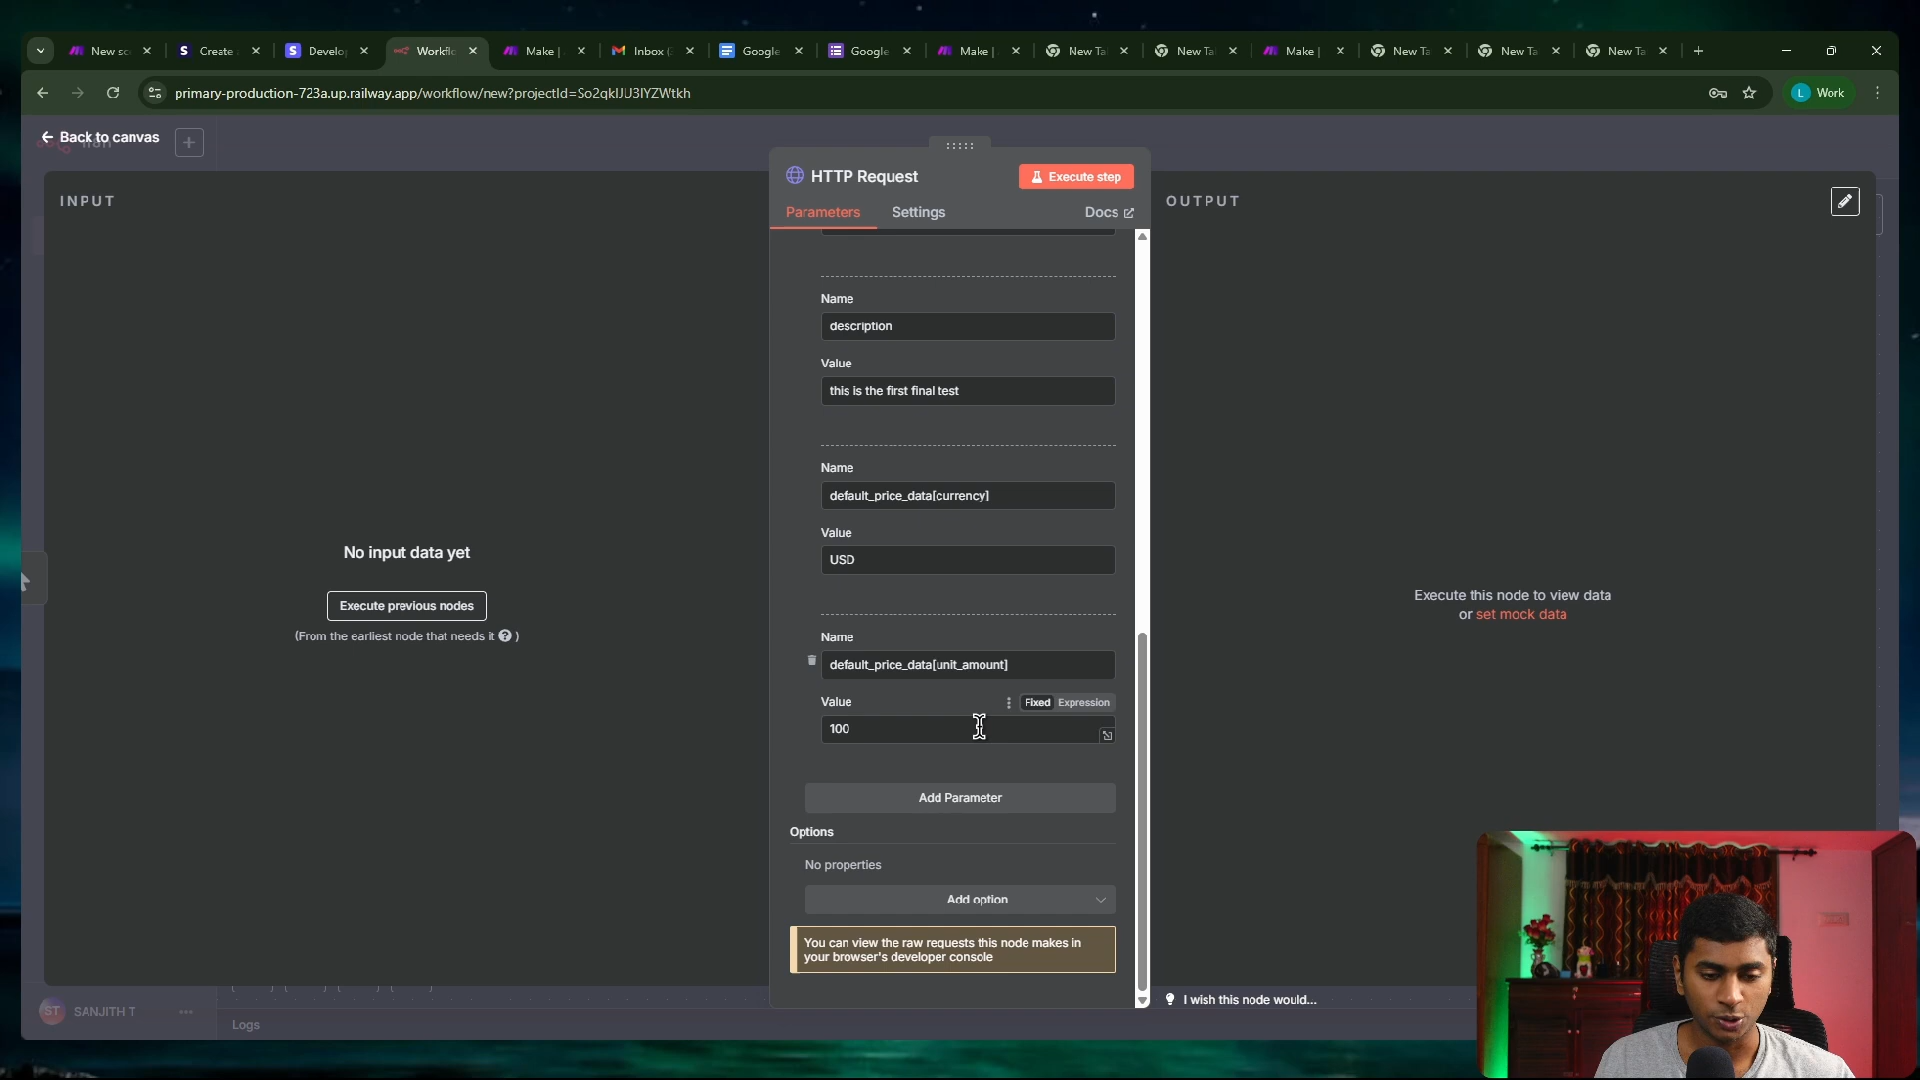 New sc
Create
Develo
Workflo
Make |
Inbox (
Google
Google
Make |
New Ta
New Ta
Make |
New Ta
New Ta
New Ta
primary-production-723a.up.railway.app/workflow/new?projectId=So2qkIJU3IYZWtkh
L Work
Back to canvas
HTTP Request
Execute step
INPUT
Parameters
Settings
Docs
OUTPUT
Name
description
Value
this is the first final test
Name
default_price_data[currency]
Value
USD
No input data yet
Execute previous nodes
(From the earliest node that needs it ? )
Execute this node to view data
or set mock data
Name
default_price_data[unit_amount]
Value
Fixed Expression
100
Add Parameter
Options
No properties
Add option
You can view the raw requests this node makes in
your browser's developer console
I wish this node would...
ST SANJITH T
Logs